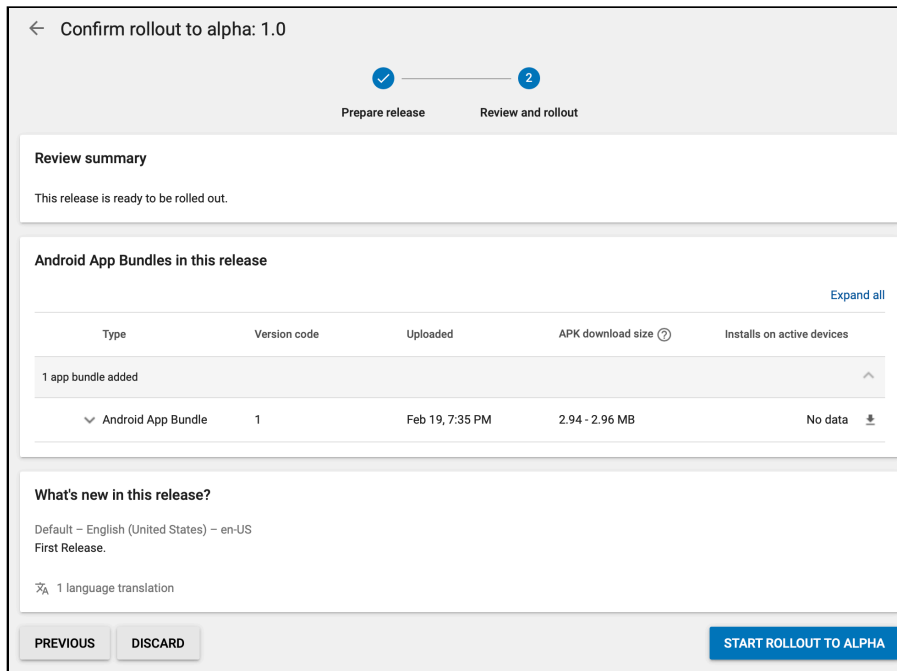 Confirm rollout to alpha: 1.0
2
Prepare release
Review and rollout
Review summary
This release is ready to be rolled out.
Android App Bundles in this release
Expand all
Type Version code Uploaded APK download size Installs on active devices
1 app bundle added
Android App Bundle 1 Feb 19, 7:35 PM 2.94 - 2.96 MB No data
What's new in this release?
Default – English (United States) – en-US
First Release.
1 language translation
PREVIOUS DISCARD START ROLLOUT TO ALPHA